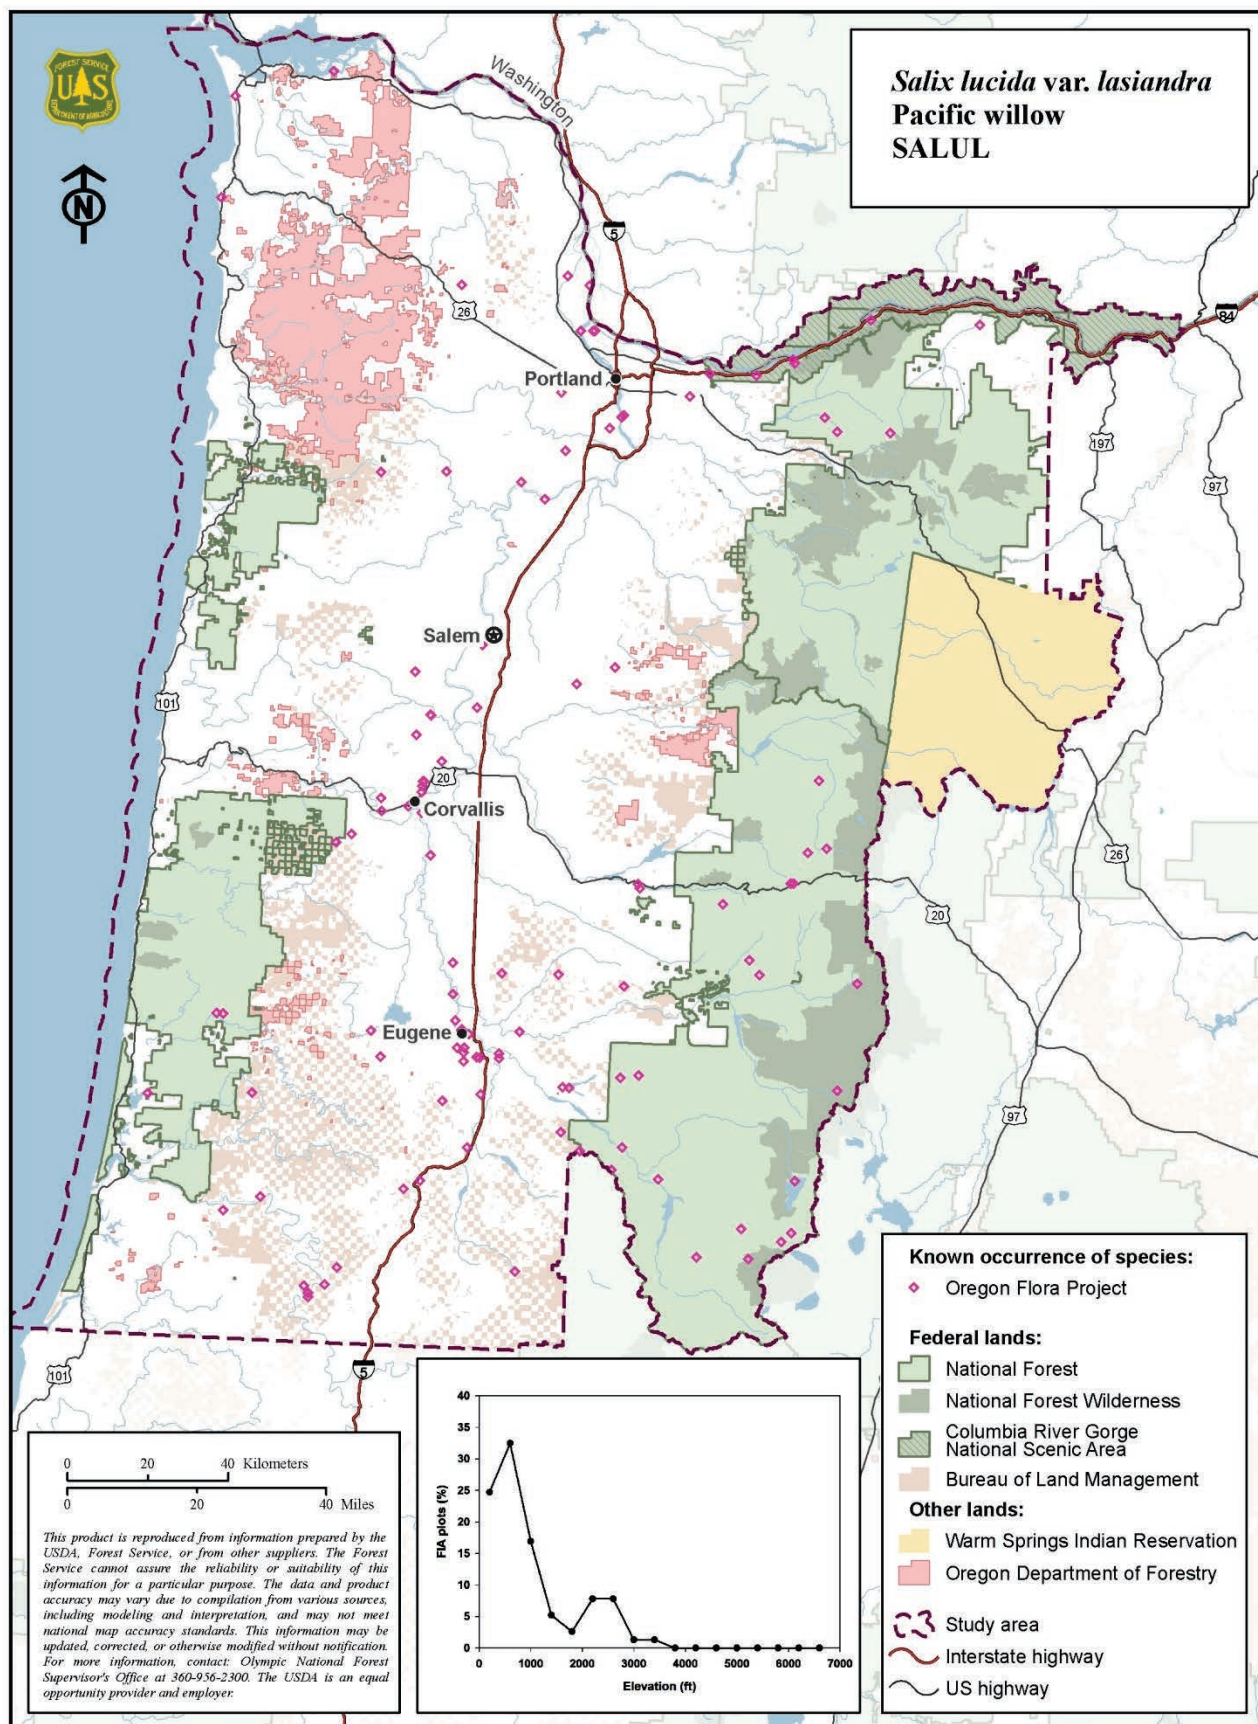 FOREST SERVICE
U S
DEPARTMENT OF AGRICULTURE
N
Washington
Salix lucida var. lasiandra
Pacific willow
SALUL
5
26
84
Portland
197
97
Salem
101
20
Corvallis
26
20
Eugene
97
Known occurrence of species:
Oregon Flora Project
Federal lands:
National Forest
National Forest Wilderness
Columbia River Gorge
National Scenic Area
Bureau of Land Management
Other lands:
Warm Springs Indian Reservation
Oregon Department of Forestry
Study area
Interstate highway
US highway
101
5
0 20 40 Kilometers
0 20 40 Miles
This product is reproduced from information prepared by the
USDA, Forest Service, or from other suppliers. The Forest
Service cannot assure the reliability or suitability of this
information for a particular purpose. The data and product
accuracy may vary due to compilation from various sources,
including modeling and interpretation, and may not meet
national map accuracy standards. This information may be
updated, corrected, or otherwise modified without notification.
For more information, contact: Olympic National Forest
Supervisor's Office at 360-956-2300. The USDA is an equal
opportunity provider and employer.
40
35
30
25
20
15
10
5
0
FIA plots (%)
0 1000 2000 3000 4000 5000 6000 7000
Elevation (ft)